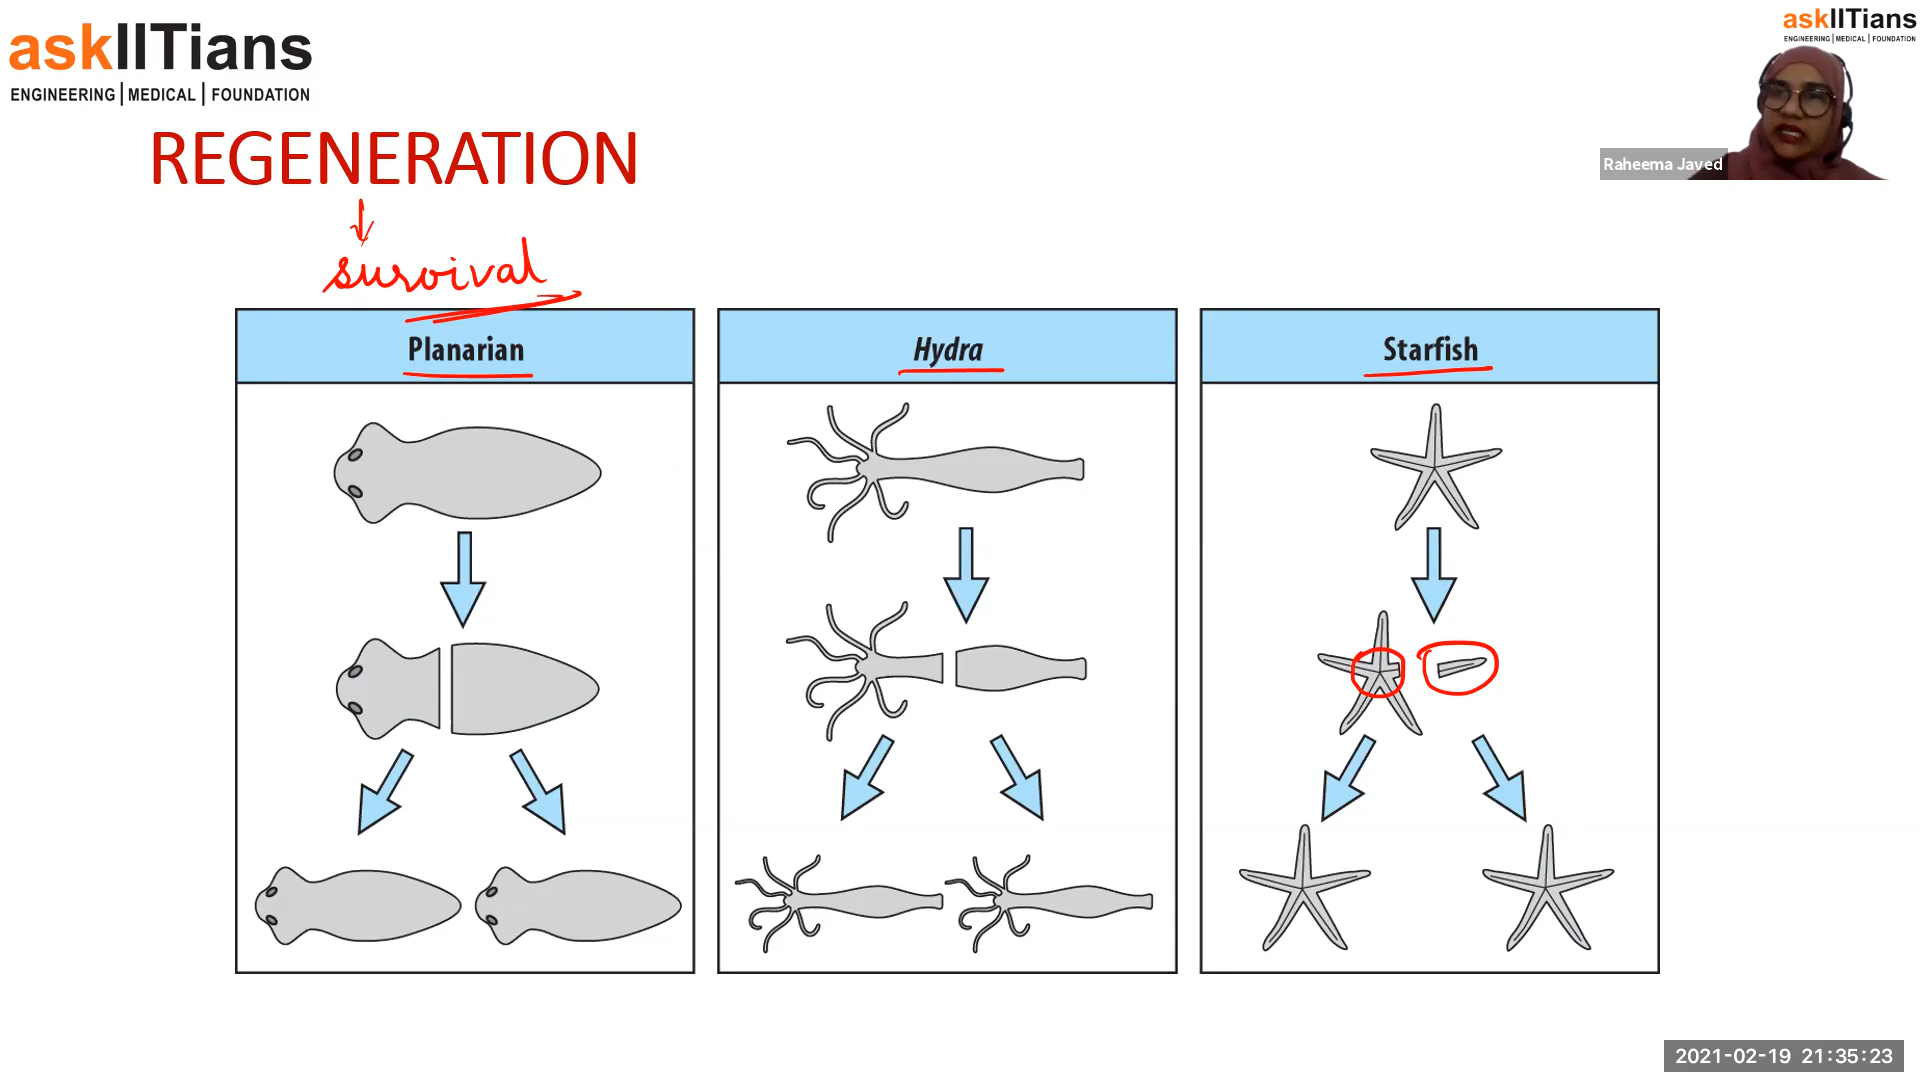 askIITians
ENGINEERING | MEDICAL | FOUNDATION
askIITians
ENGINEERING | MEDICAL | FOUNDATION
Raheema Javed
REGENERATION
survival
Planarian
Hydra
Starfish
2021-02-19 21:35:23